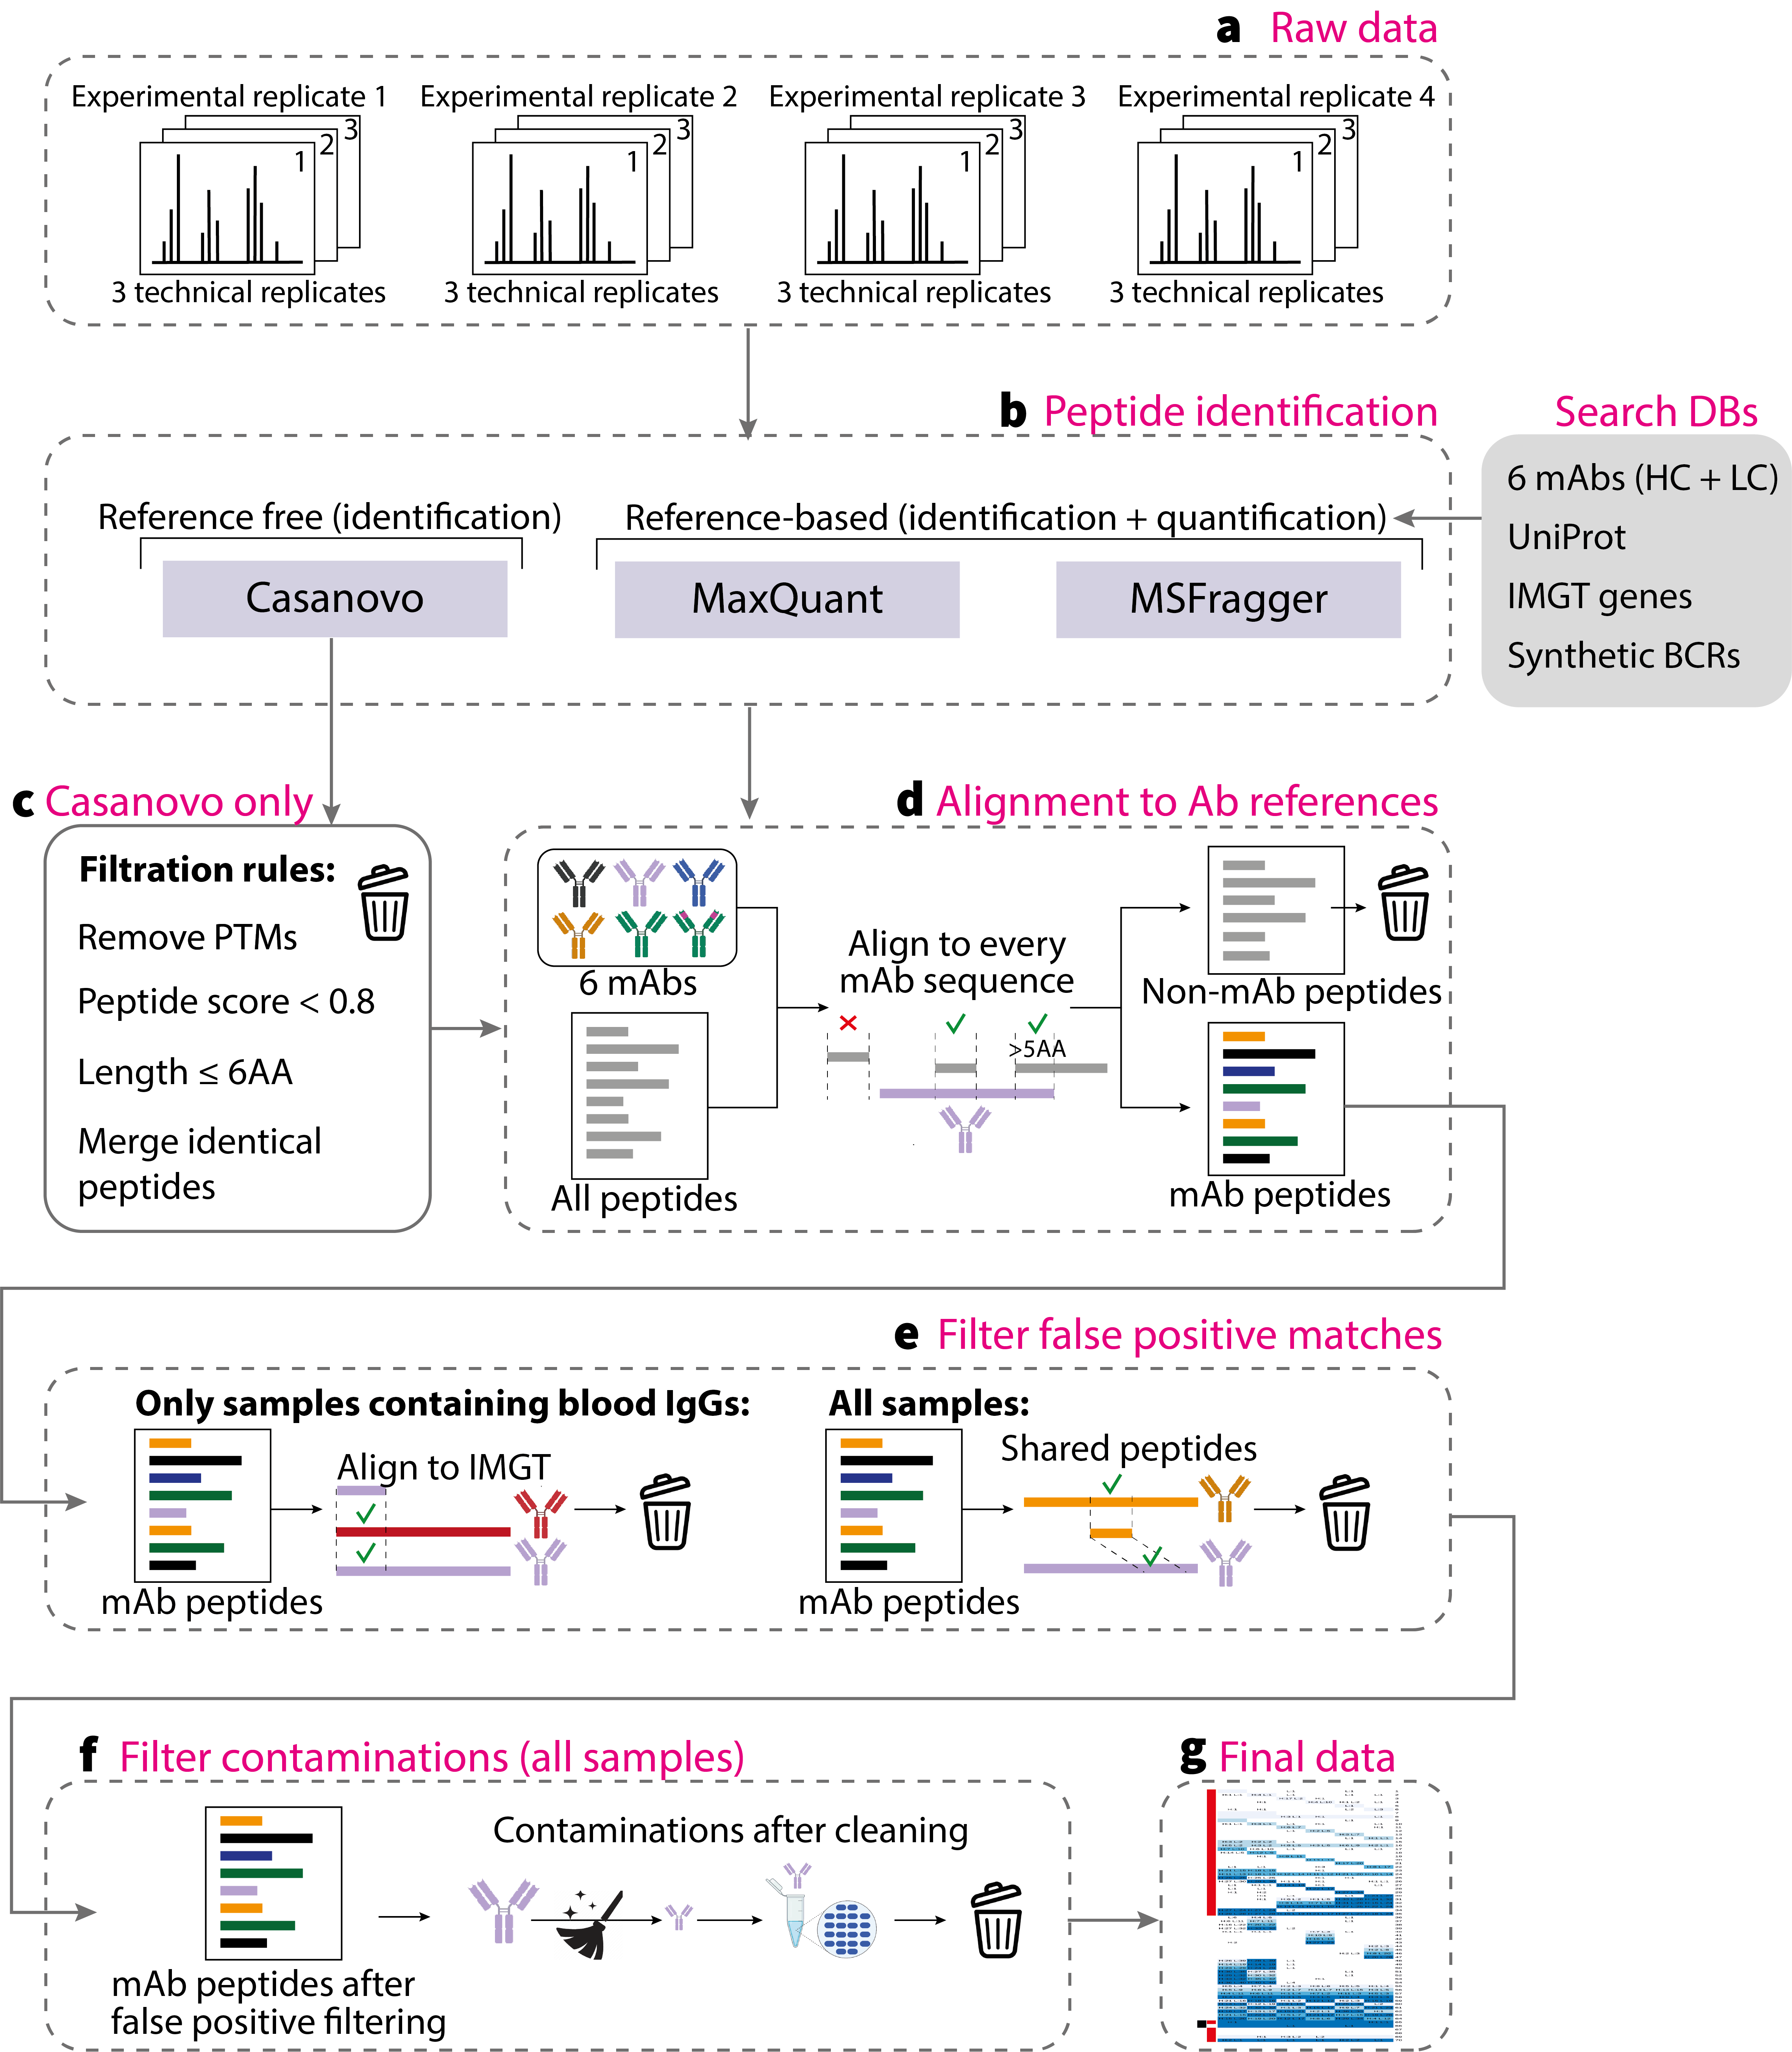 a Raw data
Experimental replicate 1
Experimental replicate 2
Experimental replicate 3
Experimental replicate 4
1
2
3
1
2
3
1
2
3
1
2
3
3 technical replicates
3 technical replicates
3 technical replicates
3 technical replicates
b Peptide identification
Search DBs
6 mAbs (HC + LC)
UniProt
IMGT genes
Synthetic BCRs
Reference free (identification)
Reference-based (identification + quantification)
Casanovo
MaxQuant
MSFragger
c Casanovo only
Filtration rules:
Remove PTMs
Peptide score < 0.8
Length ≤ 6AA
Merge identical
peptides
d Alignment to Ab references
6 mAbs
All peptides
Align to every
mAb sequence
>5AA
Non-mAb peptides
mAb peptides
e Filter false positive matches
Only samples containing blood IgGs:
Align to IMGT
mAb peptides
All samples:
Shared peptides
mAb peptides
f Filter contaminations (all samples)
Contaminations after cleaning
mAb peptides after
false positive filtering
g Final data